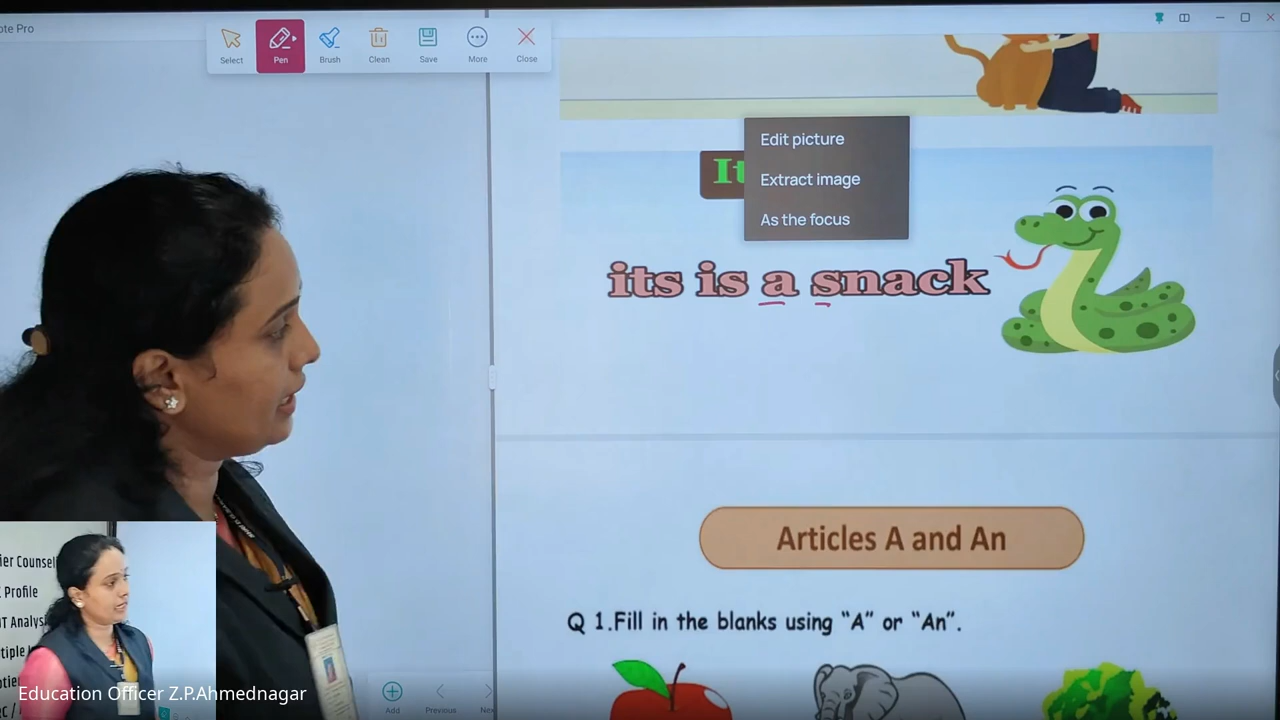 ote Pro
Select
Pen
Brush
Clean
Save
More
Close
Edit picture
Extract image
As the focus
It
its is a snack
Articles A and An
Q 1.Fill in the blanks using “A” or “An”.
ier Counsel
Profile
T Analys
tiple
Education Officer Z.P.Ahmednagar
Add
Previous